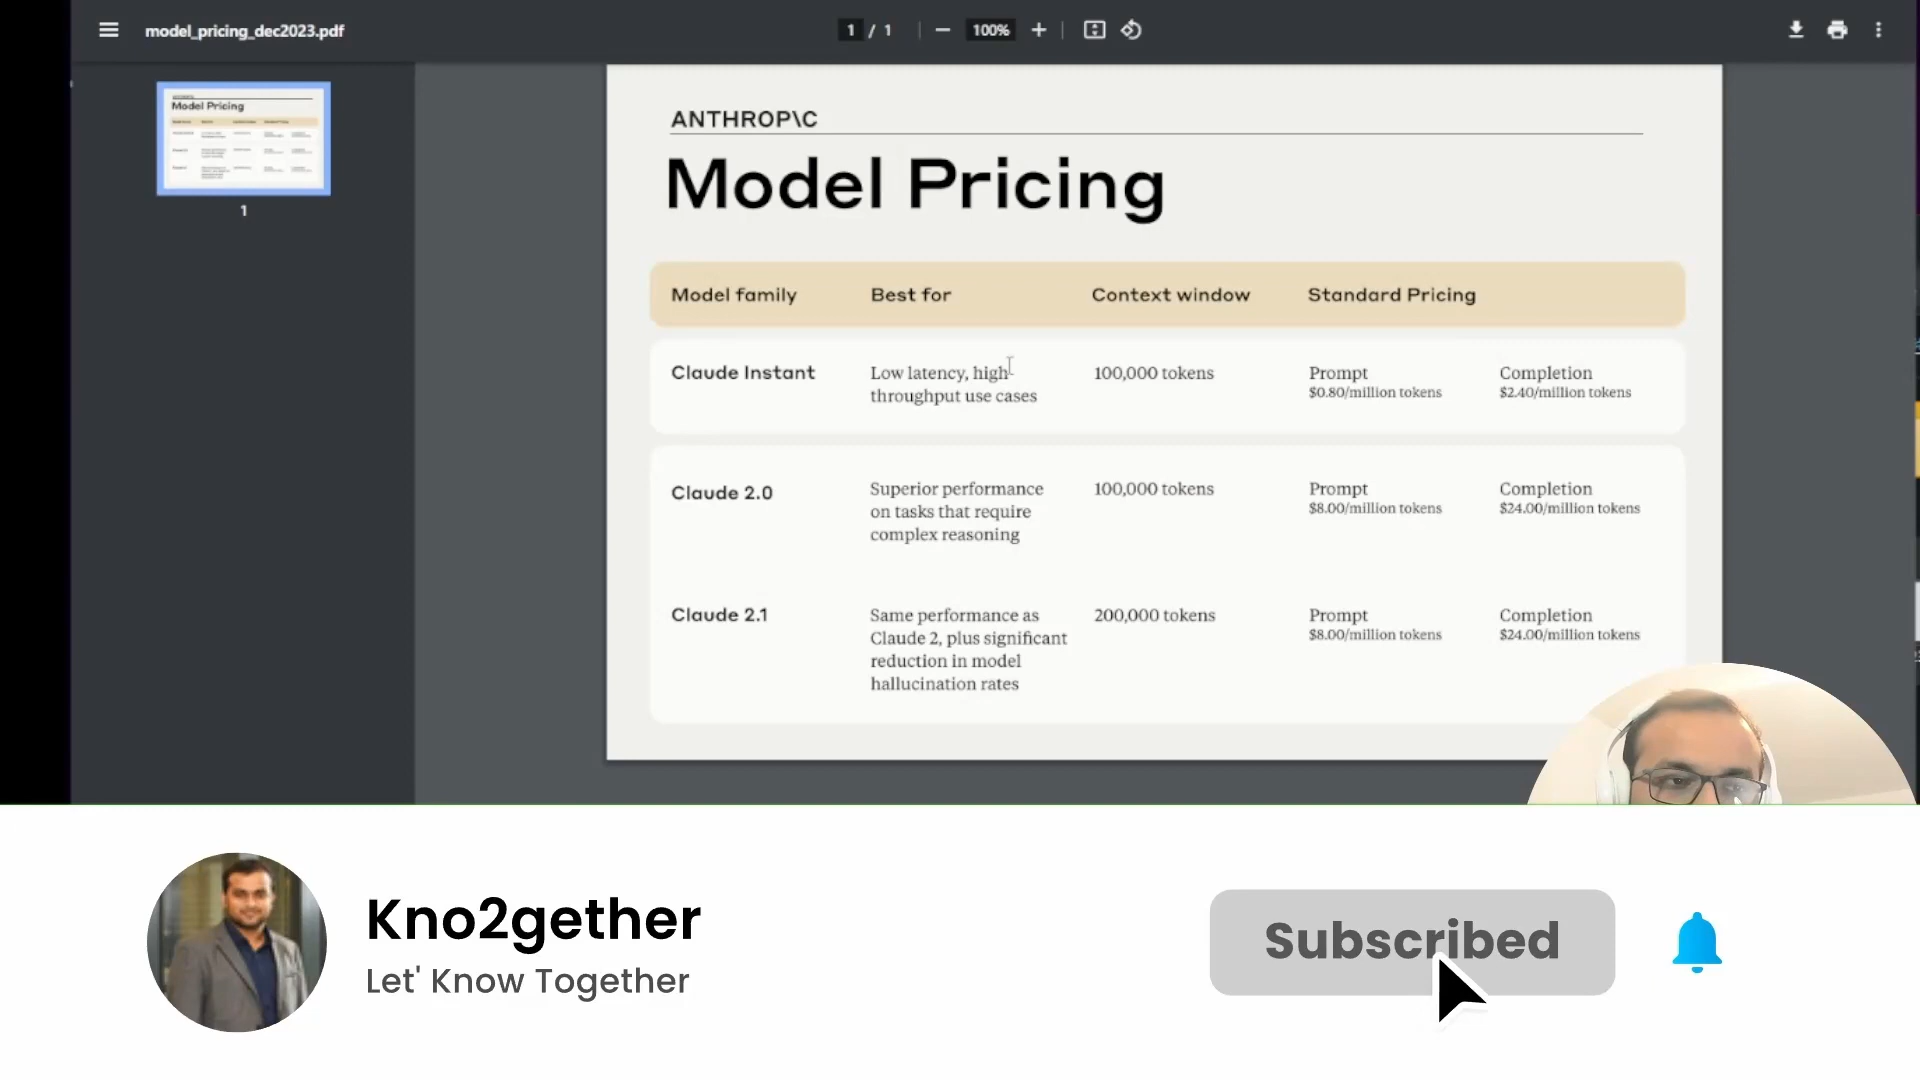 model_pricing_dec2023.pdf
1 / 1
100%
1
ANTHROP\C
Model Pricing
Model family Best for Context window Standard Pricing
Claude Instant
Low latency, high
throughput use cases
100,000 tokens
Prompt
$0.80/million tokens
Completion
$2.40/million tokens
Claude 2.0
Superior performance
on tasks that require
complex reasoning
100,000 tokens
Prompt
$8.00/million tokens
Completion
$24.00/million tokens
Claude 2.1
Same performance as
Claude 2, plus significant
reduction in model
hallucination rates
200,000 tokens
Prompt
$8.00/million tokens
Completion
$24.00/million tokens
Model Pricing
Kno2gether
Let' Know Together
Subscribed